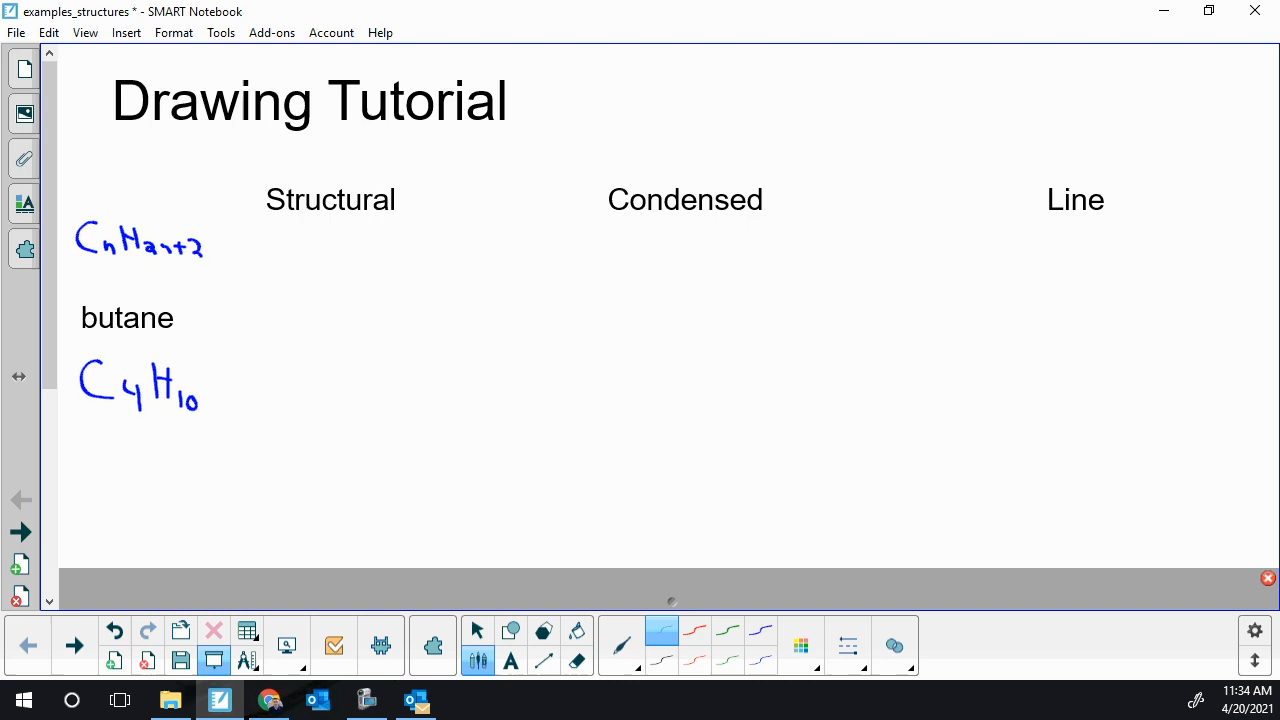 examples_structures * - SMART Notebook
File Edit View Insert Format Tools Add-ons Account Help
Drawing Tutorial
Structural Condensed Line
CnH2n+2
butane
C4H10
11:34 AM
4/20/2021